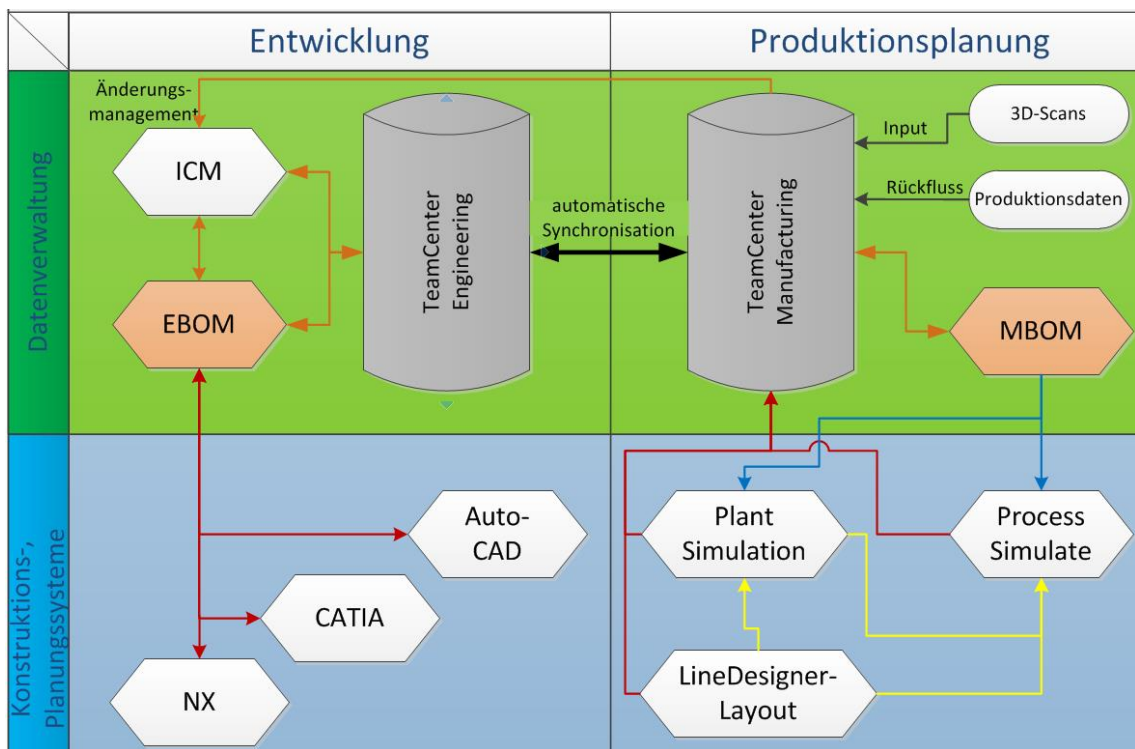 Entwicklung
Produktionsplanung
Datenverwaltung
Änderungs-
management
ICM
EBOM
TeamCenter
Engineering
automatische
Synchronisation
TeamCenter
Manufacturing
Input
3D-Scans
Rückfluss
Produktionsdaten
MBOM
Konstruktions-,
Planungssysteme
Auto-
CAD
CATIA
NX
Plant
Simulation
Process
Simulate
LineDesigner-
Layout